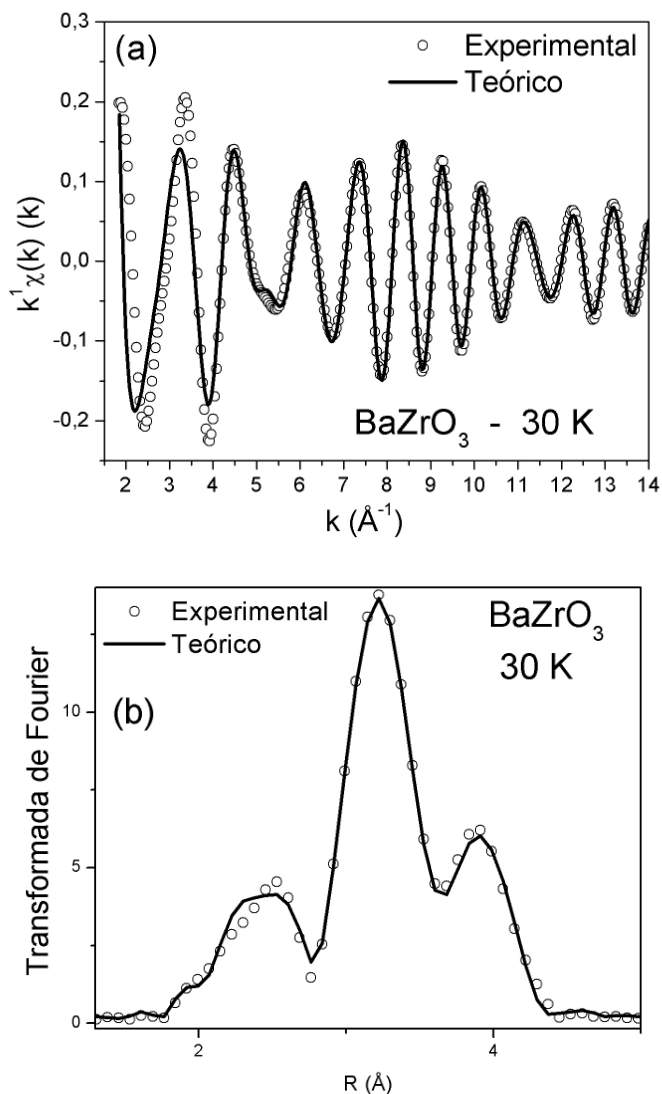 0,3
(a)
Experimental
Teórico
0,2
0,1
0,0
-0,1
-0,2
k¹χ(k) (k)
BaZrO₃ - 30 K
2 3 4 5 6 7 8 9 10 11 12 13 14
k (Å⁻¹)
Experimental
Teórico
BaZrO₃
30 K
(b)
10
5
0
Transformada de Fourier
2 4
R (Å)